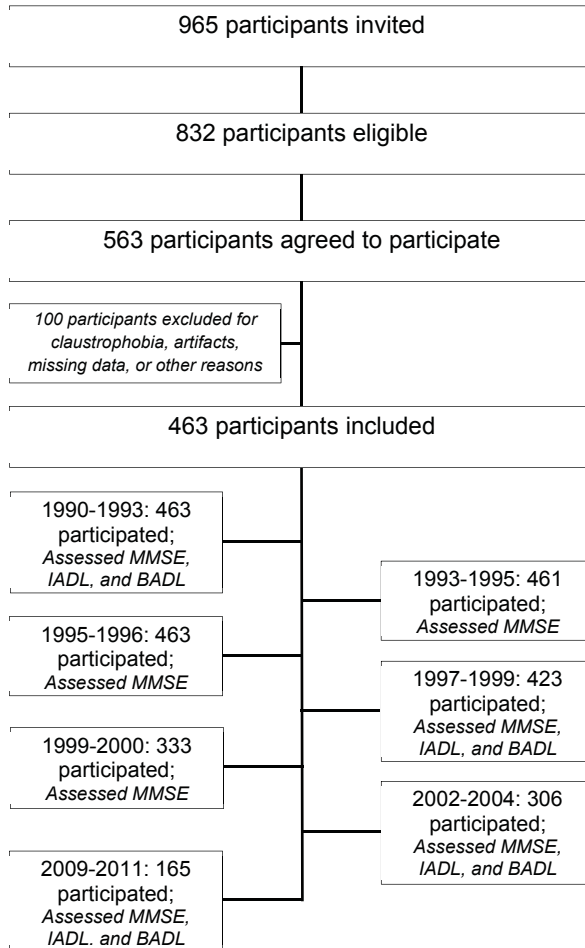 965 participants invited
832 participants eligible
563 participants agreed to participate
100 participants excluded for
claustrophobia, artifacts,
missing data, or other reasons
463 participants included
1990-1993: 463
participated;
Assessed MMSE,
IADL, and BADL
1993-1995: 461
participated;
Assessed MMSE
1995-1996: 463
participated;
Assessed MMSE
1997-1999: 423
participated;
Assessed MMSE,
IADL, and BADL
1999-2000: 333
participated;
Assessed MMSE
2002-2004: 306
participated;
Assessed MMSE,
IADL, and BADL
2009-2011: 165
participated;
Assessed MMSE,
IADL, and BADL